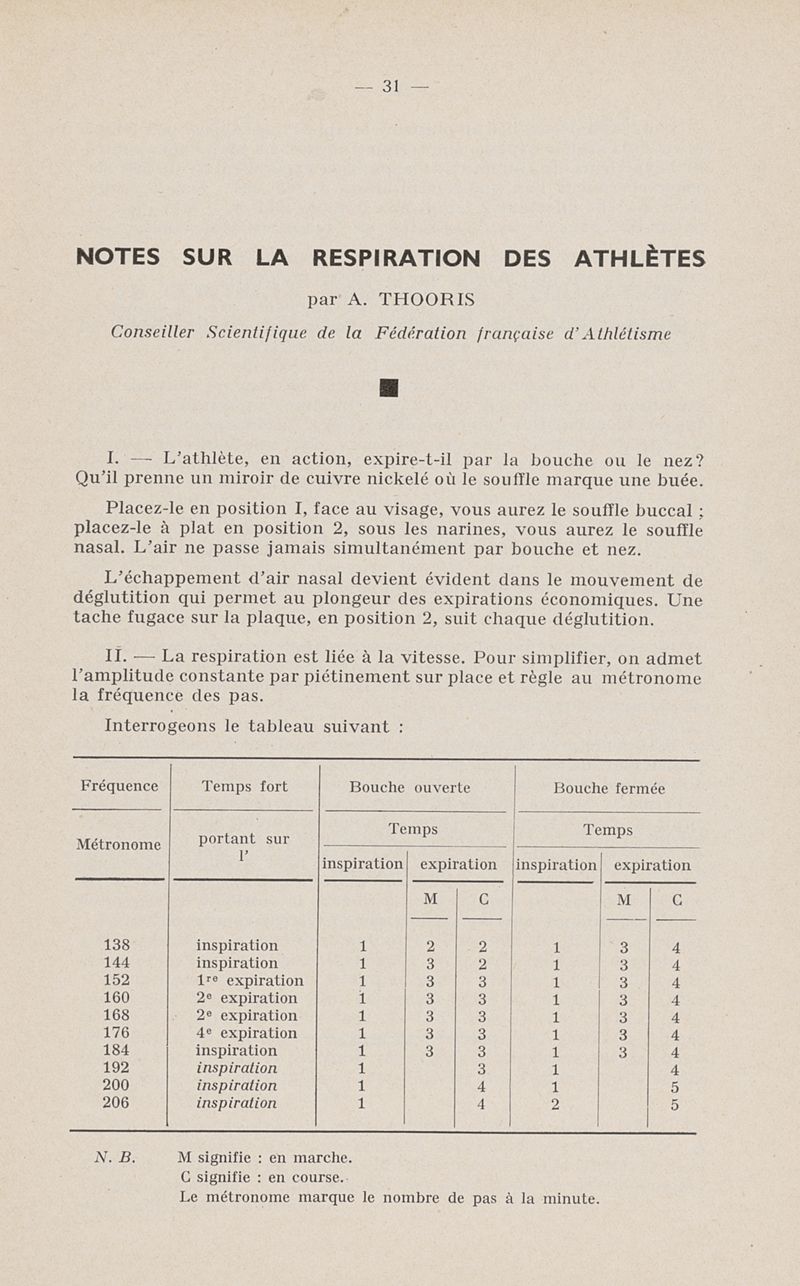 — 31 —
NOTES SUR LA RESPIRATION DES ATHLÈTES
par A. THOORIS
Conseiller Scientifique de la Fédération française d'Athlétisme
I. — L'athlète, en action, expire-t-il par la bouche ou le nez?
Qu'il prenne un miroir de cuivre nickelé où le souffle marque une buée.
Placez-le en position I, face au visage, vous aurez le souffle buccal ;
placez-le à plat en position 2, sous les narines, vous aurez le souffle
nasal. L'air ne passe jamais simultanément par bouche et nez.
L'échappement d'air nasal devient évident dans le mouvement de
déglutition qui permet au plongeur des expirations économiques. Une
tache fugace sur la plaque, en position 2, suit chaque déglutition.
II. — La respiration est liée à la vitesse. Pour simplifier, on admet
l'amplitude constante par piétinement sur place et règle au métronome
la fréquence des pas.
Interrogeons le tableau suivant :
Fréquence Temps fort Bouche ouverte Bouche fermée
Métronome portant sur l' Temps Temps
inspiration expiration inspiration expiration
M C M C
138 inspiration 1 2 2 1 3 4
144 inspiration 1 3 2 1 3 4
152 1re expiration 1 3 3 1 3 4
160 2e expiration 1 3 3 1 3 4
168 2e expiration 1 3 3 1 3 4
176 4e expiration 1 3 3 1 3 4
184 inspiration 1 3 3 1 3 4
192 inspiration 1 3 1 4
200 inspiration 1 4 1 5
206 inspiration 1 4 2 5
N. B. M signifie : en marche.
C signifie : en course.
Le métronome marque le nombre de pas à la minute.